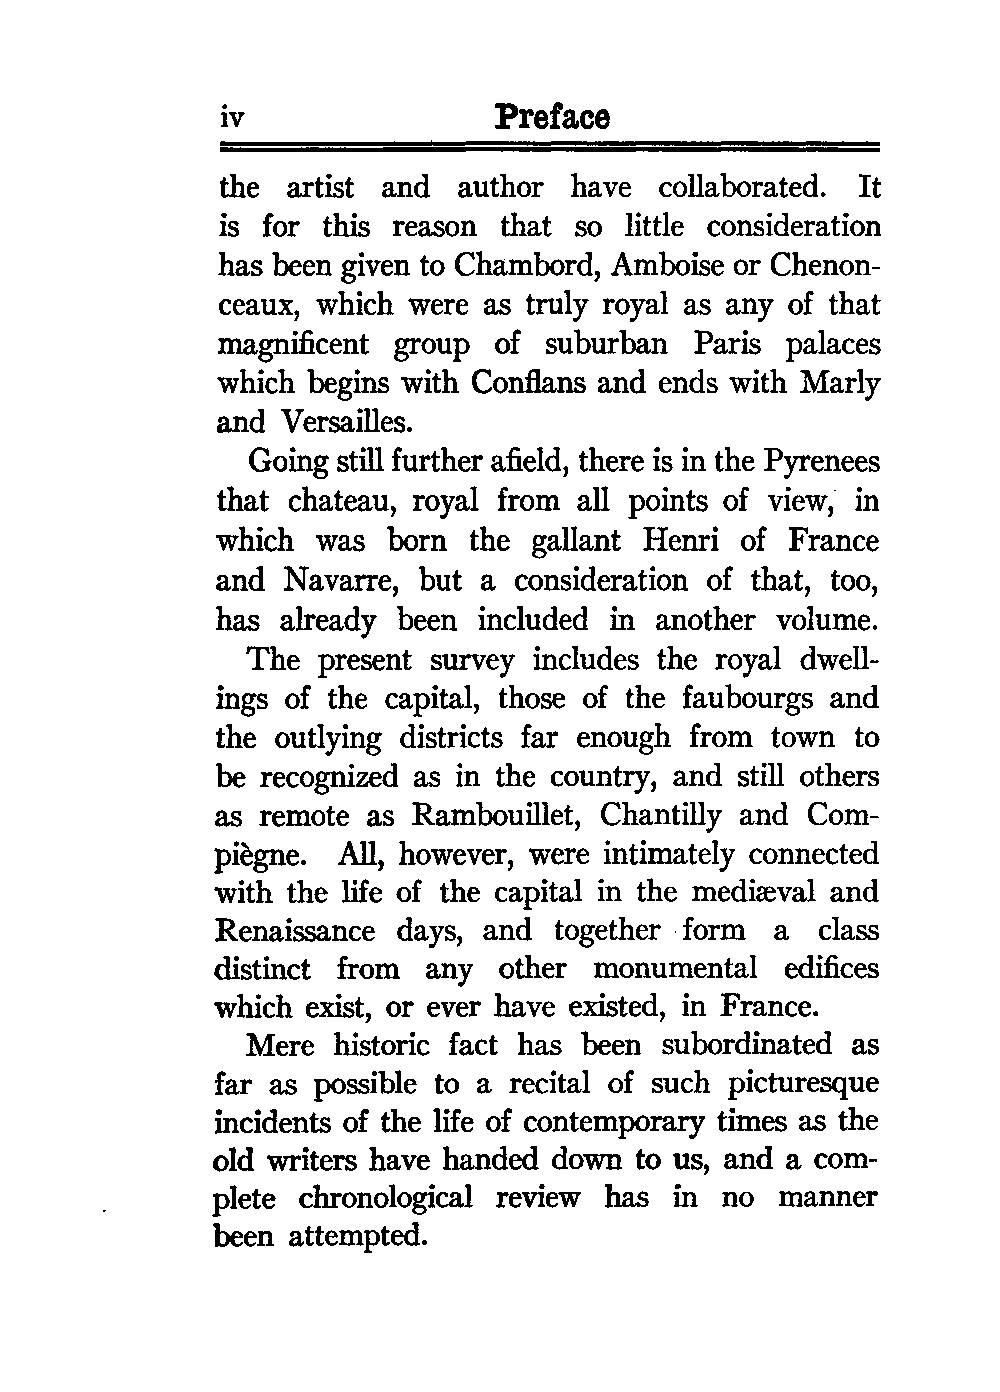 iv Preface
the artist and author have collaborated. It
is for this reason that so little consideration
has been given to Chambord, Amboise or Chenon-
ceaux, which were as truly royal as any of that
magnificent group of suburban Paris palaces
which begins with Conflans and ends with Marly
and Versailles.
Going still further afield, there is in the Pyrenees
that chateau, royal from all points of view, in
which was born the gallant Henri of France
and Navarre, but a consideration of that, too,
has already been included in another volume.
The present survey includes the royal dwell-
ings of the capital, those of the faubourgs and
the outlying districts far enough from town to
be recognized as in the country, and still others
as remote as Rambouillet, Chantilly and Com-
piègne. All, however, were intimately connected
with the life of the capital in the mediæval and
Renaissance days, and together form a class
distinct from any other monumental edifices
which exist, or ever have existed, in France.
Mere historic fact has been subordinated as
far as possible to a recital of such picturesque
incidents of the life of contemporary times as the
old writers have handed down to us, and a com-
plete chronological review has in no manner
been attempted.